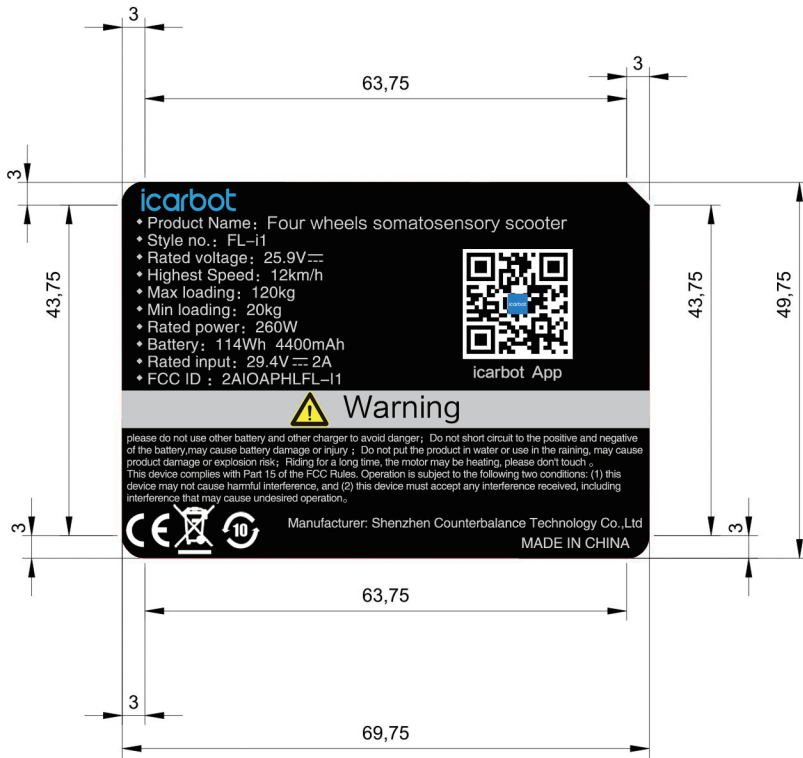 3
63,75
3
3
43,75
43,75
49,75
icarbot
Product Name: Four wheels somatosensory scooter
Style no.: FL-i1
Rated voltage: 25.9V⎓
Highest Speed: 12km/h
Max loading: 120kg
Min loading: 20kg
Rated power: 260W
Battery: 114Wh 4400mAh
Rated input: 29.4V⎓2A
FCC ID : 2AIOAPHLFL-I1
icarbot
icarbot App
Warning
please do not use other battery and other charger to avoid danger; Do not short circuit to the positive and negative
of the battery,may cause battery damage or injury ; Do not put the product in water or use in the raining, may cause
product damage or explosion risk; Riding for a long time, the motor may be heating, please don't touch 。
This device complies with Part 15 of the FCC Rules. Operation is subject to the following two conditions: (1) this
device may not cause harmful interference, and (2) this device must accept any interference received, including
interference that may cause undesired operation。
CE
10
Manufacturer: Shenzhen Counterbalance Technology Co.,Ltd
MADE IN CHINA
3
3
63,75
3
69,75